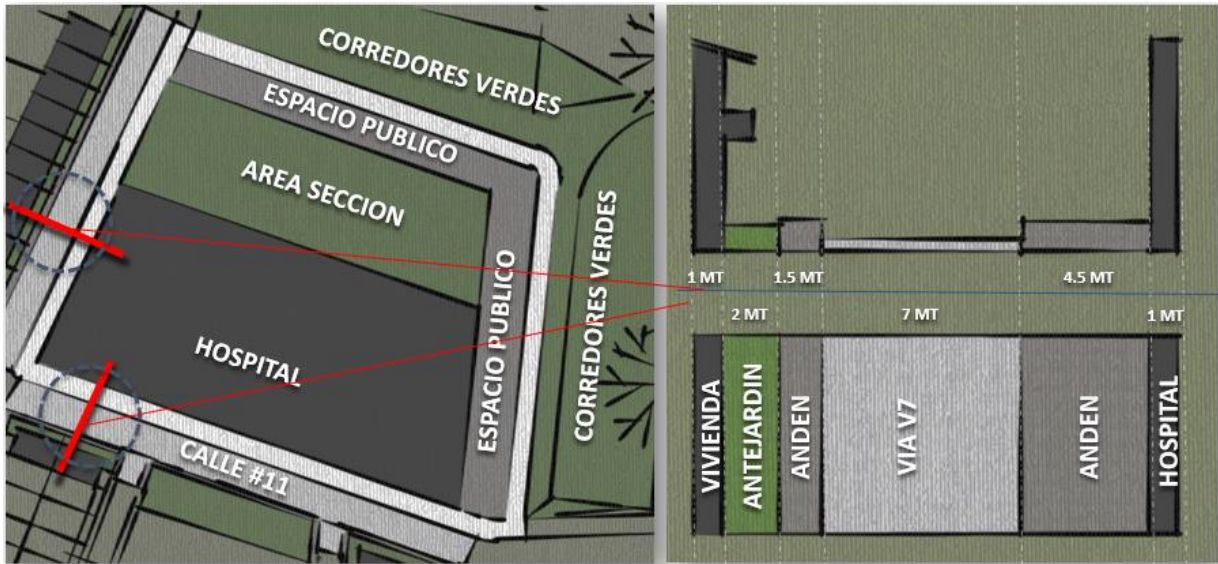 CORREDORES VERDES
ESPACIO PUBLICO
AREA SECCION
HOSPITAL
ESPACIO PUBLICO
CORREDORES VERDES
CALLE #11
1 MT
1.5 MT
4.5 MT
2 MT
7 MT
1 MT
VIVIENDA
ANTEJARDIN
ANDEN
VIA V7
ANDEN
HOSPITAL